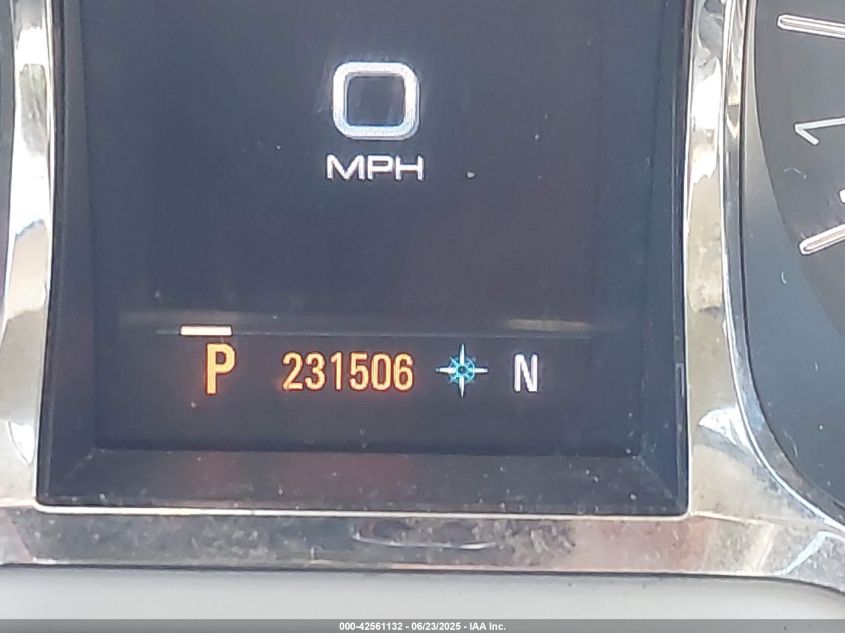 0
MPH
P 231506 N
000-42561132 - 06/23/2025 - IAA Inc.